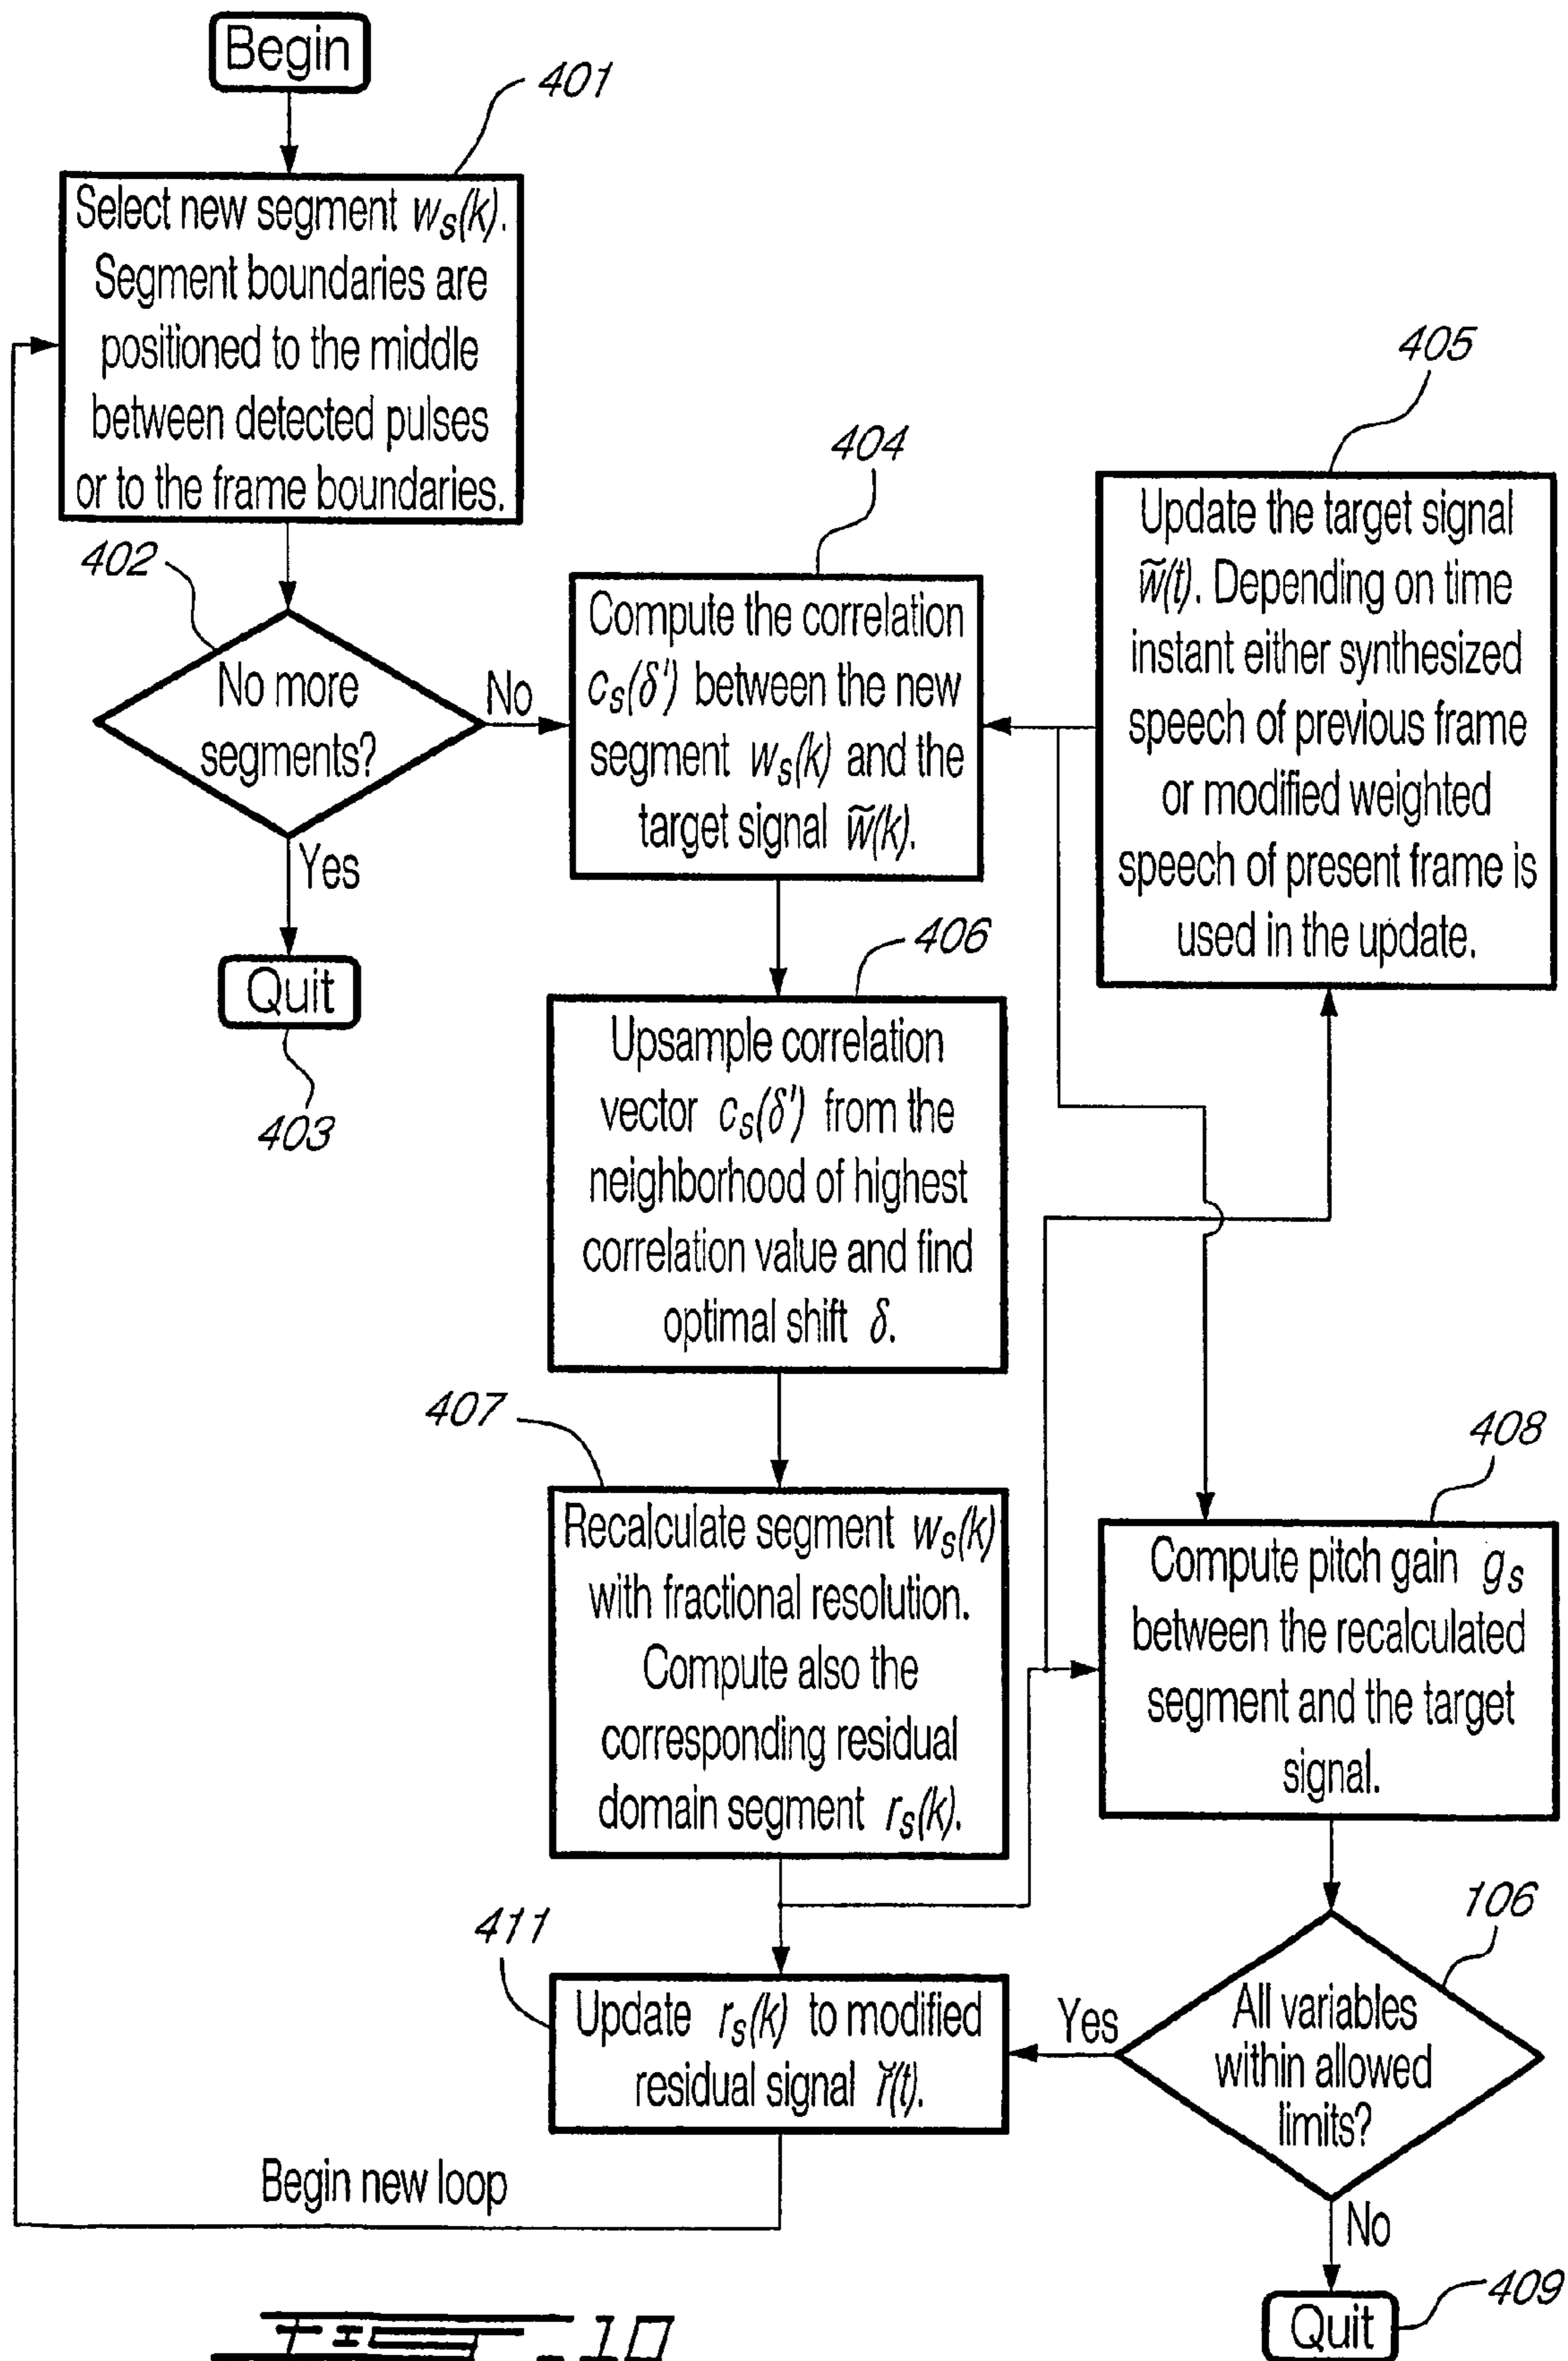 Begin
401
Select new segment w_s(k).
Segment boundaries are
positioned to the middle
between detected pulses
or to the frame boundaries.
402
No more
segments?
No
Yes
Quit
403
404
Compute the correlation
c_s(δ') between the new
segment w_s(k) and the
target signal w̃(k).
405
Update the target signal
w̃(t). Depending on time
instant either synthesized
speech of previous frame
or modified weighted
speech of present frame is
used in the update.
406
Upsample correlation
vector c_s(δ') from the
neighborhood of highest
correlation value and find
optimal shift δ.
407
Recalculate segment w_s(k)
with fractional resolution.
Compute also the
corresponding residual
domain segment r_s(k).
408
Compute pitch gain g_s
between the recalculated
segment and the target
signal.
106
All variables
within allowed
limits?
Yes
No
411
Update r_s(k) to modified
residual signal r̆(t).
Begin new loop
Quit
409
FIG. 10